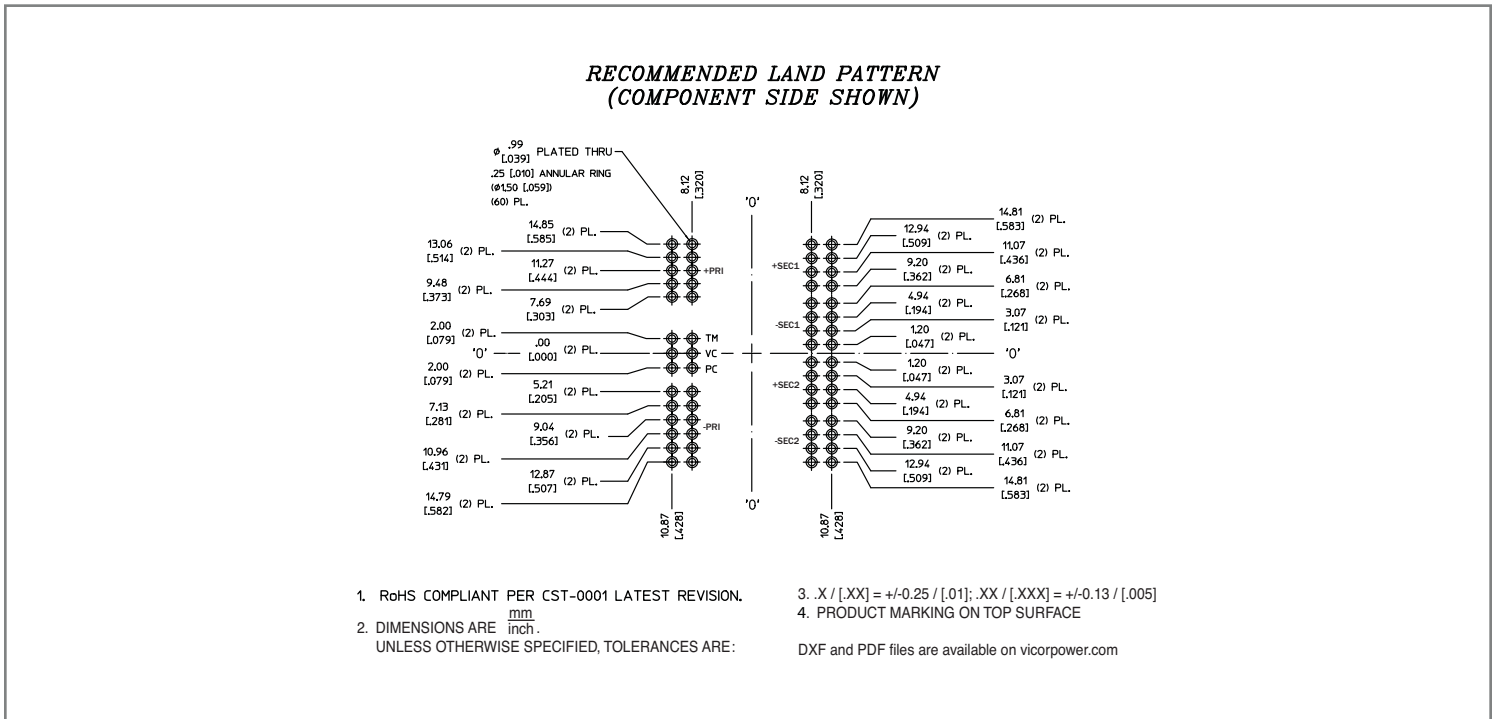 RECOMMENDED LAND PATTERN
(COMPONENT SIDE SHOWN)
ø .99
[.039] PLATED THRU
.25 [.010] ANNULAR RING
(ø1.50 [.059])
(60) PL.
8.12
[.320]
'0'
8.12
[.320]
14.85
[.585] (2) PL.
13.06
[.514] (2) PL.
11.27
[.444] (2) PL.
9.48
[.373] (2) PL.
7.69
[.303] (2) PL.
2.00
[.079] (2) PL.
'0'
.00
[.000] (2) PL.
2.00
[.079] (2) PL.
5.21
[.205] (2) PL.
7.13
[.281] (2) PL.
9.04
[.356] (2) PL.
10.96
[.431] (2) PL.
12.87
[.507] (2) PL.
14.79
[.582] (2) PL.
+PRI
TM
VC
PC
-PRI
10.87
[.428]
'0'
+SEC1
-SEC1
+SEC2
-SEC2
10.87
[.428]
14.81
[.583] (2) PL.
12.94
[.509] (2) PL.
11.07
[.436] (2) PL.
9.20
[.362] (2) PL.
6.81
[.268] (2) PL.
4.94
[.194] (2) PL.
3.07
[.121] (2) PL.
1.20
[.047] (2) PL.
'0'
1.20
[.047] (2) PL.
3.07
[.121] (2) PL.
4.94
[.194] (2) PL.
6.81
[.268] (2) PL.
9.20
[.362] (2) PL.
11.07
[.436] (2) PL.
12.94
[.509] (2) PL.
14.81
[.583] (2) PL.
1. RoHS COMPLIANT PER CST-0001 LATEST REVISION.
2. DIMENSIONS ARE mm
inch.
UNLESS OTHERWISE SPECIFIED, TOLERANCES ARE:
3. .X / [.XX] = +/-0.25 / [.01]; .XX / [.XXX] = +/-0.13 / [.005]
4. PRODUCT MARKING ON TOP SURFACE
DXF and PDF files are available on vicorpower.com